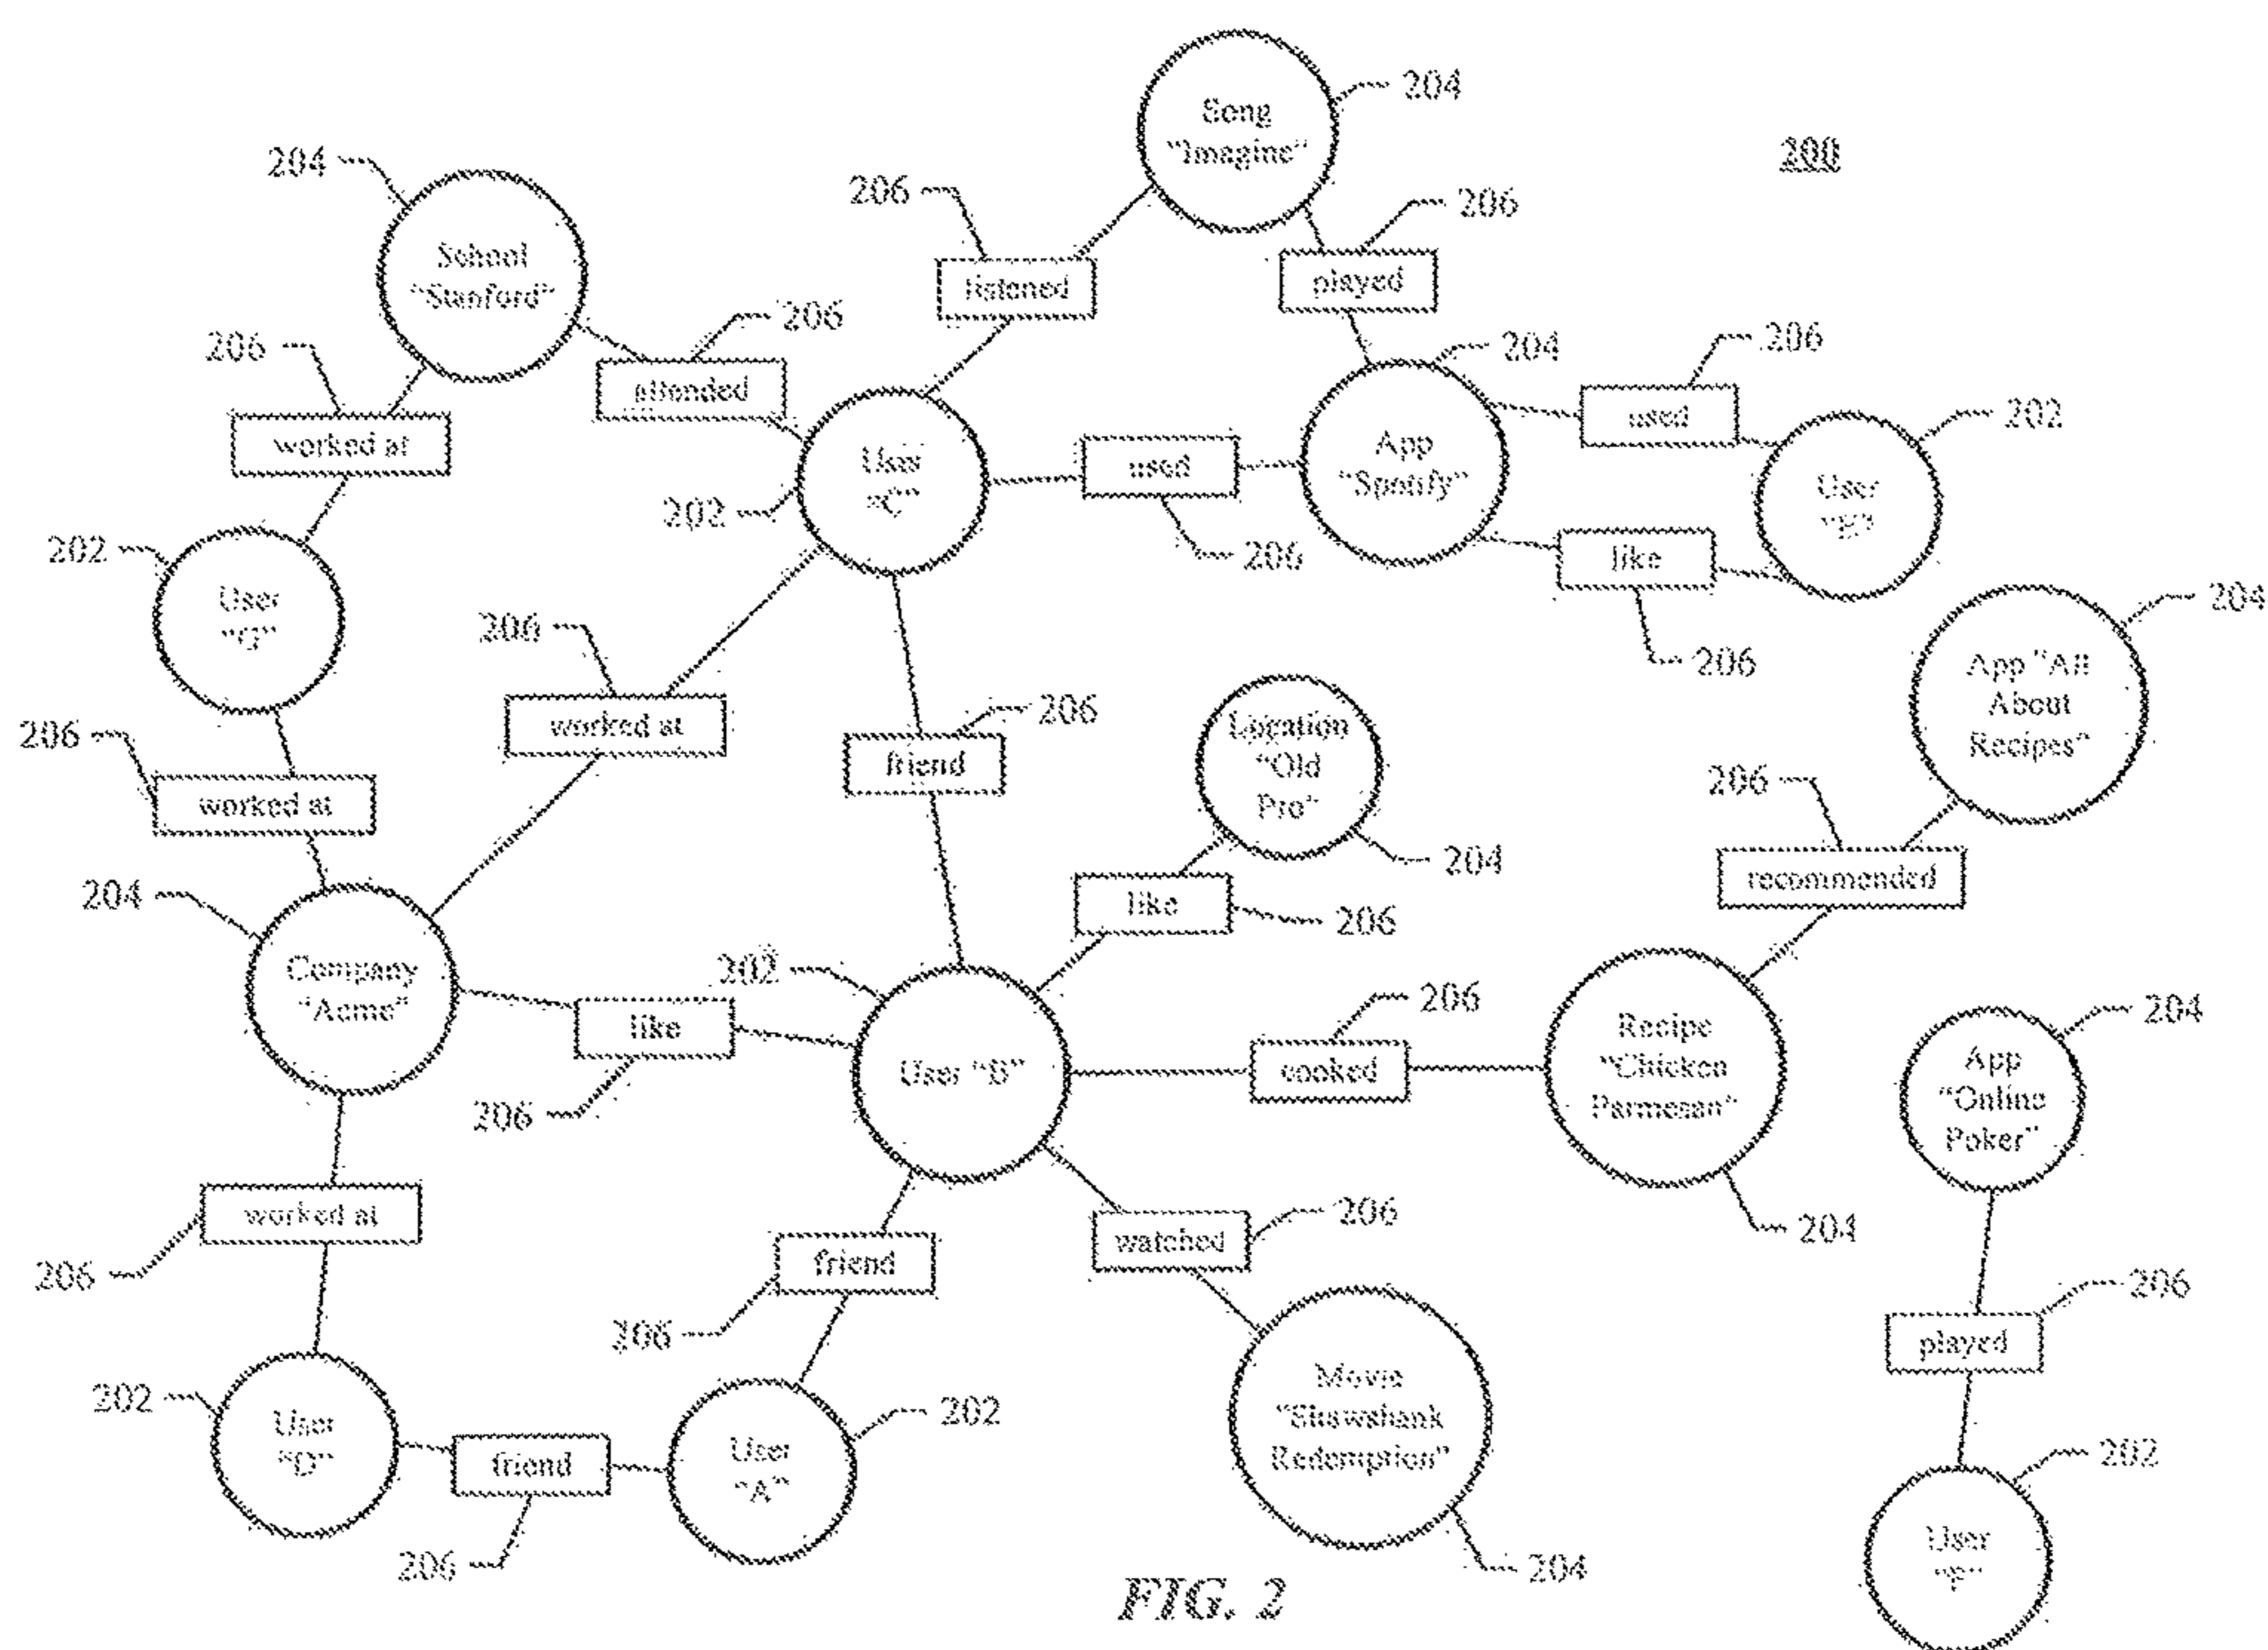 204
Song
"Imagine"
200
204
School
"Stanford"
206
listened
206
played
206
attended
206
worked at
204
App
"Spotify"
206
used
202
User
"E"
User
"C"
202
used
206
like
206
202
User
"G"
204
App "All
About
Recipes"
206
worked at
206
friend
Location
"Old
Pro"
204
206
worked at
206
recommended
204
Company
"Acme"
like
206
202
User "B"
like
206
206
cooked
Recipe
"Chicken
Parmesan"
204
204
App
"Online
Poker"
worked at
206
friend
206
watched
206
206
played
202
User
"D"
friend
206
User
"A"
202
Movie
"Shawshank
Redemption"
204
202
User
"F"
FIG. 2